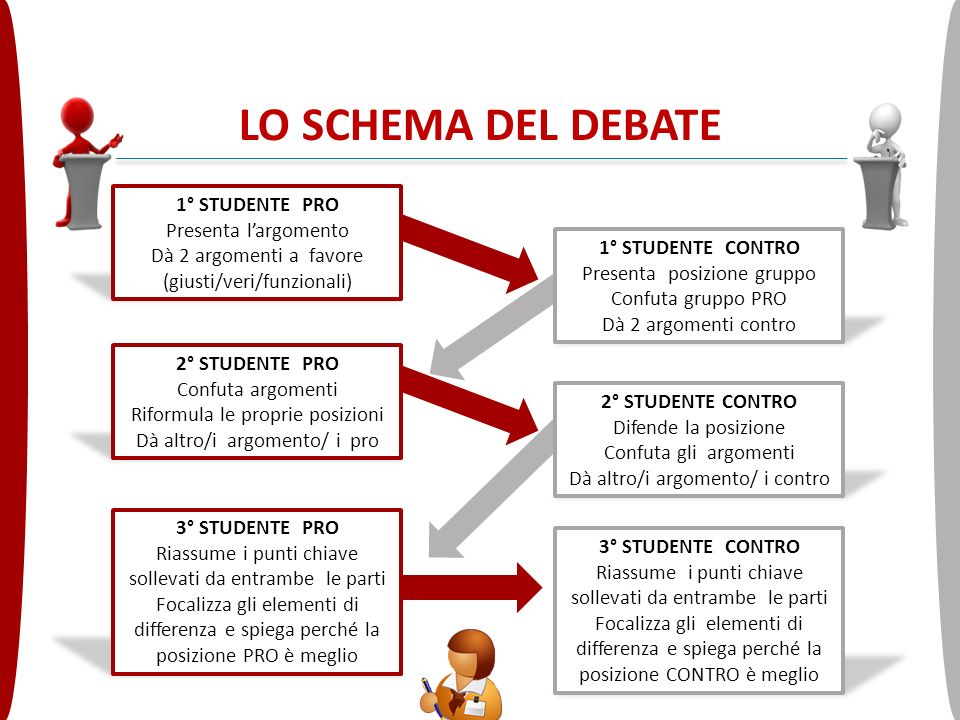 LO SCHEMA DEL DEBATE
1° STUDENTE PRO
Presenta l’argomento
Dà 2 argomenti a favore
(giusti/veri/funzionali)
1° STUDENTE CONTRO
Presenta posizione gruppo
Confuta gruppo PRO
Dà 2 argomenti contro
2° STUDENTE PRO
Confuta argomenti
Riformula le proprie posizioni
Dà altro/i argomento/ i pro
2° STUDENTE CONTRO
Difende la posizione
Confuta gli argomenti
Dà altro/i argomento/ i contro
3° STUDENTE PRO
Riassume i punti chiave
sollevati da entrambe le parti
Focalizza gli elementi di
differenza e spiega perché la
posizione PRO è meglio
3° STUDENTE CONTRO
Riassume i punti chiave
sollevati da entrambe le parti
Focalizza gli elementi di
differenza e spiega perché la
posizione CONTRO è meglio